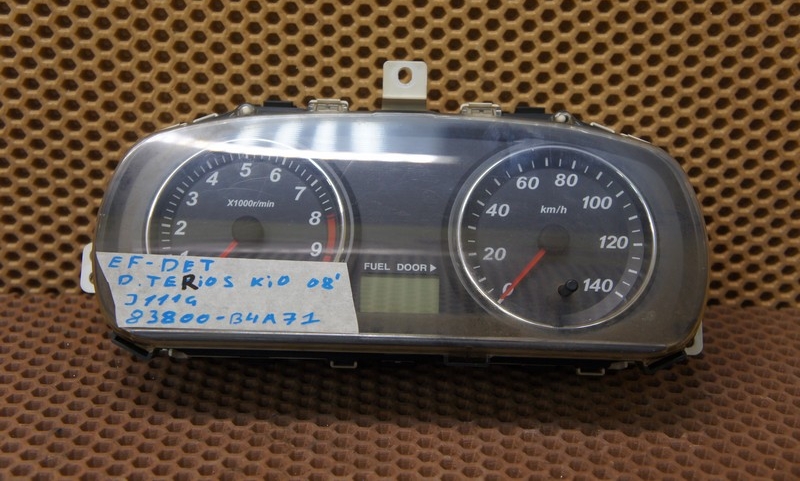 5
4 6
3 7
2 8
1 9
X1000r/min
60 80
40 100
20 120
0 140
km/h
FUEL DOOR
EF-DET
D.TERiOS KiD 08'
J111G
83800-B4A71